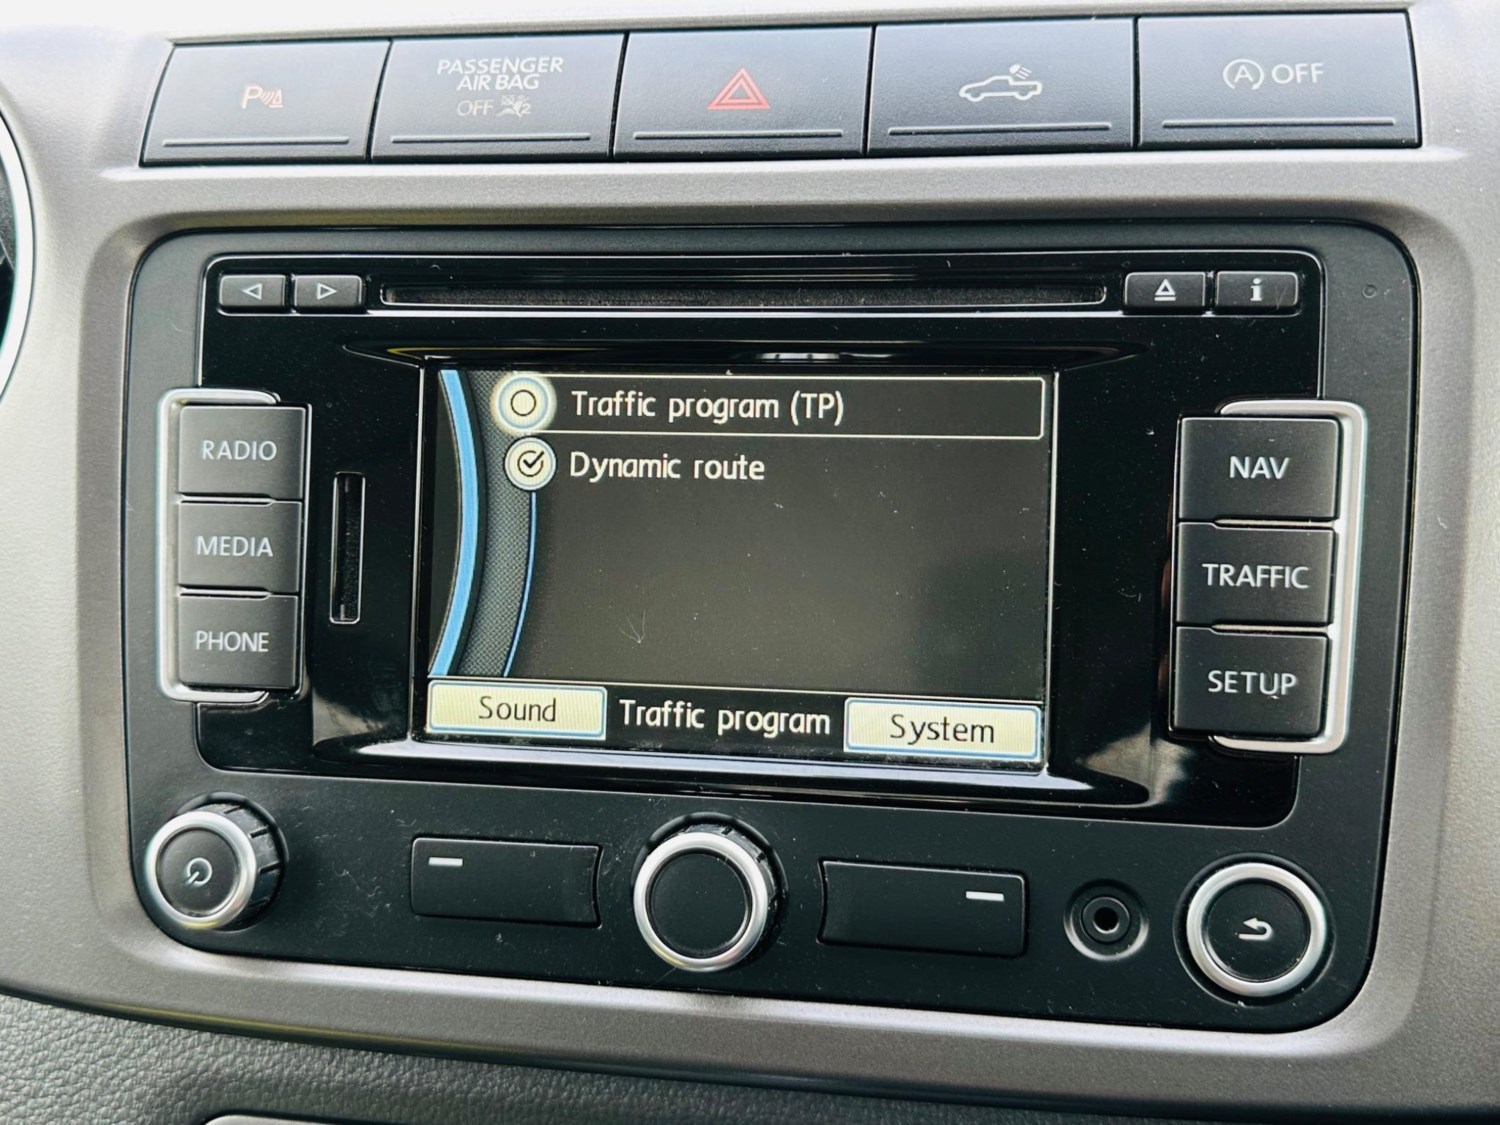 P
PASSENGER
AIR BAG
OFF 2
A OFF
i
RADIO
MEDIA
PHONE
Traffic program (TP)
Dynamic route
Sound
Traffic program
System
NAV
TRAFFIC
SETUP